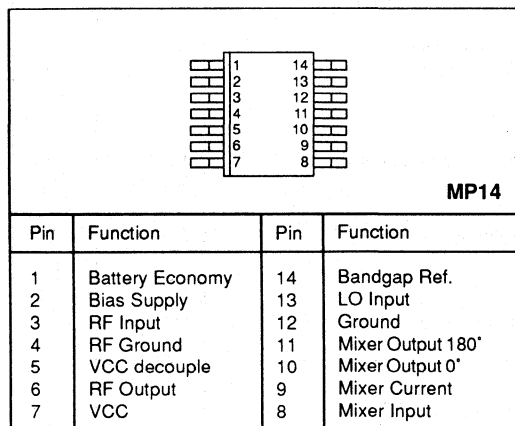 1 14
2 13
3 12
4 11
5 10
6 9
7 8
MP14
Pin Function Pin Function
1 Battery Economy 14 Bandgap Ref.
2 Bias Supply 13 LO Input
3 RF Input 12 Ground
4 RF Ground 11 Mixer Output 180°
5 VCC decouple 10 Mixer Output 0°
6 RF Output 9 Mixer Current
7 VCC 8 Mixer Input